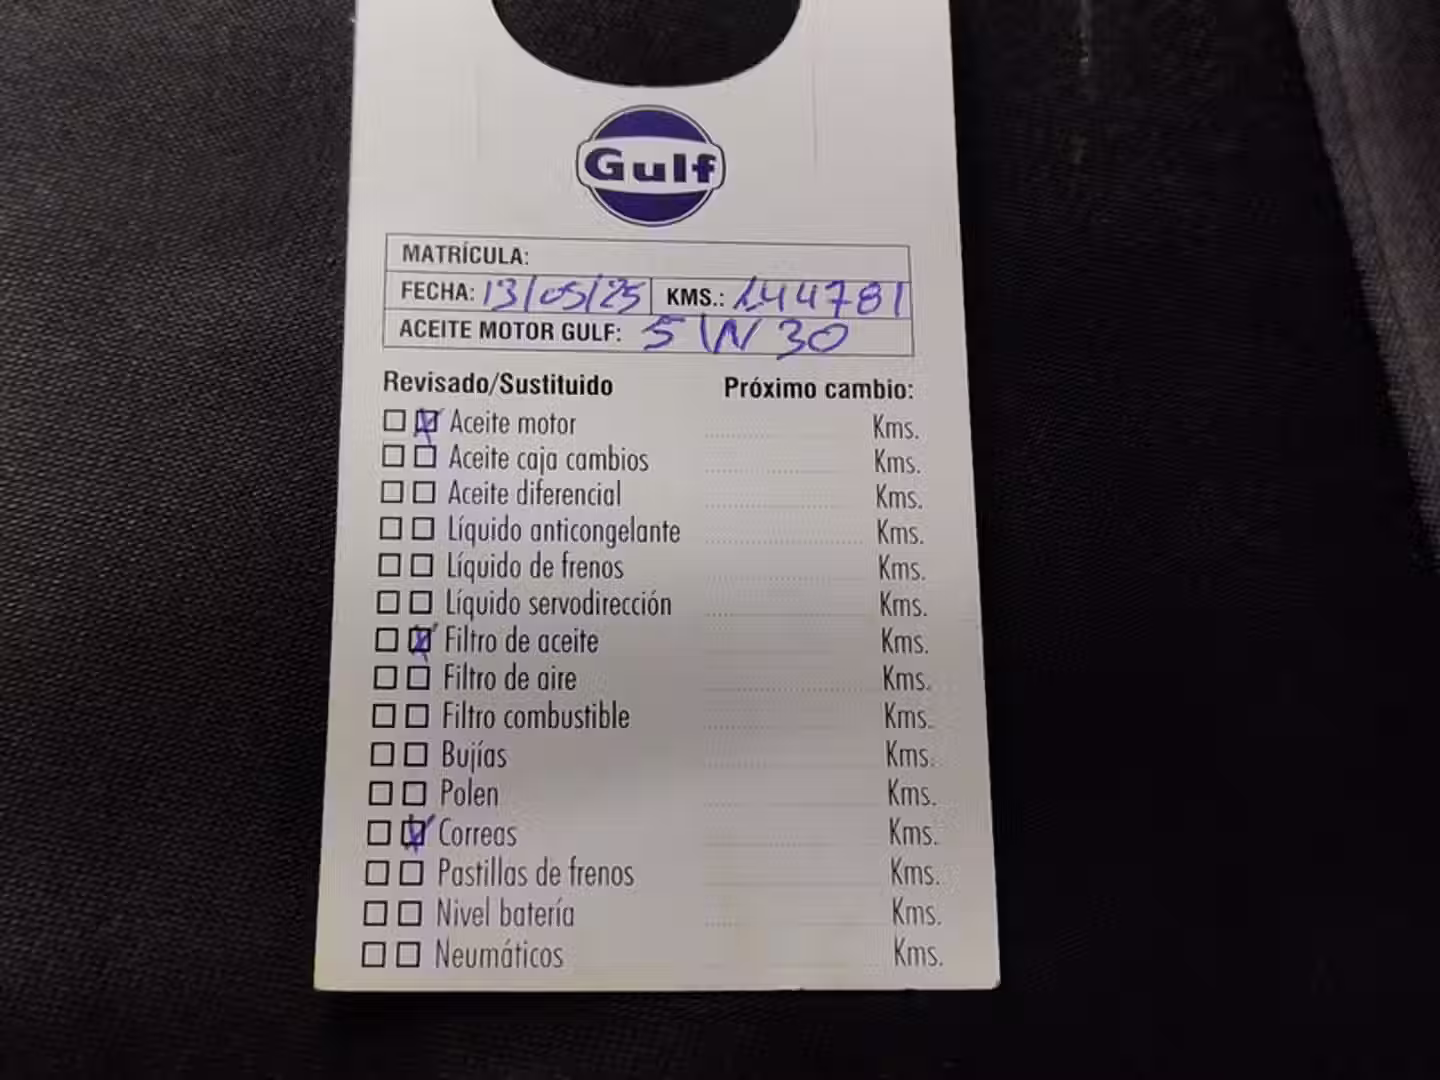 Gulf
MATRÍCULA:
FECHA: 13/05/25 KMS.: 144781
ACEITE MOTOR GULF: 5W30
Revisado/Sustituido Próximo cambio:
Aceite motor Kms.
Aceite caja cambios Kms.
Aceite diferencial Kms.
Líquido anticongelante Kms.
Líquido de frenos Kms.
Líquido servodirección Kms.
Filtro de aceite Kms.
Filtro de aire Kms.
Filtro combustible Kms.
Bujías Kms.
Polen Kms.
Correas Kms.
Pastillas de frenos Kms.
Nivel batería Kms.
Neumáticos Kms.